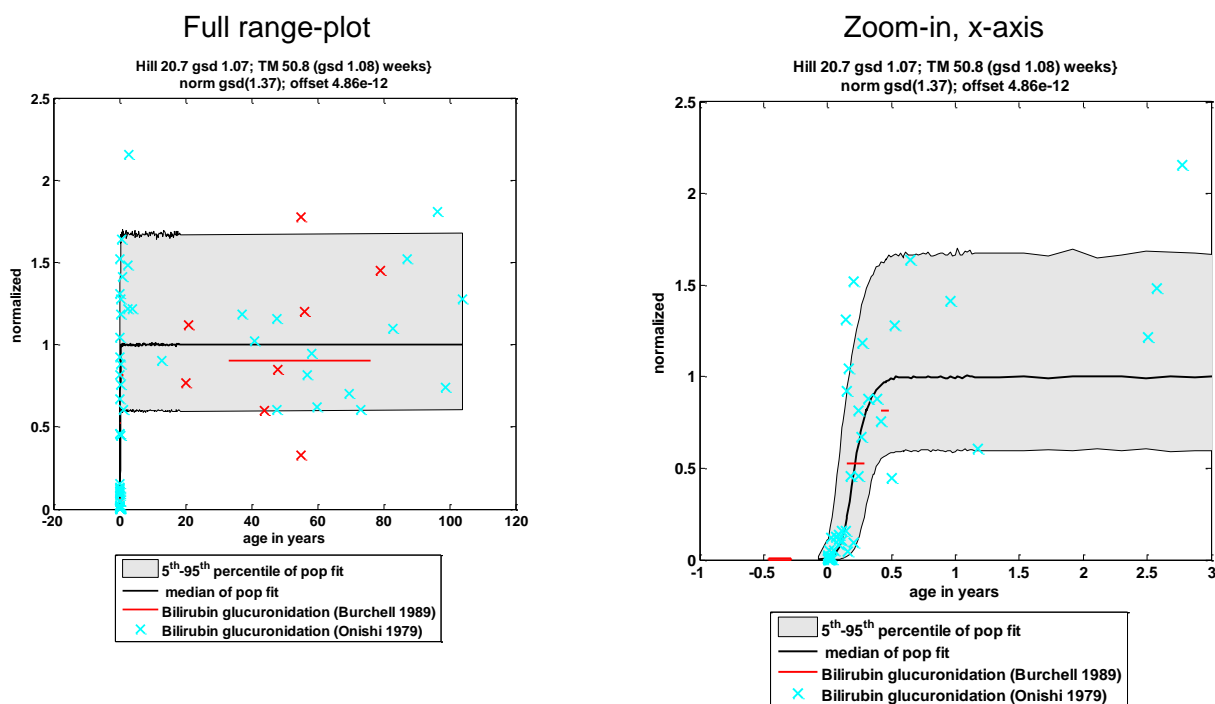 Full range-plot
Hill 20.7 gsd 1.07; TM 50.8 (gsd 1.08) weeks}
norm gsd(1.37); offset 4.86e-12
2.5
2
1.5
1
0.5
0
normalized
-20 0 20 40 60 80 100 120
age in years
5th-95th percentile of pop fit
median of pop fit
Bilirubin glucuronidation (Burchell 1989)
Bilirubin glucuronidation (Onishi 1979)
Zoom-in, x-axis
Hill 20.7 gsd 1.07; TM 50.8 (gsd 1.08) weeks}
norm gsd(1.37); offset 4.86e-12
2.5
2
1.5
1
0.5
0
normalized
-1 -0.5 0 0.5 1 1.5 2 2.5 3
age in years
5th-95th percentile of pop fit
median of pop fit
Bilirubin glucuronidation (Burchell 1989)
Bilirubin glucuronidation (Onishi 1979)